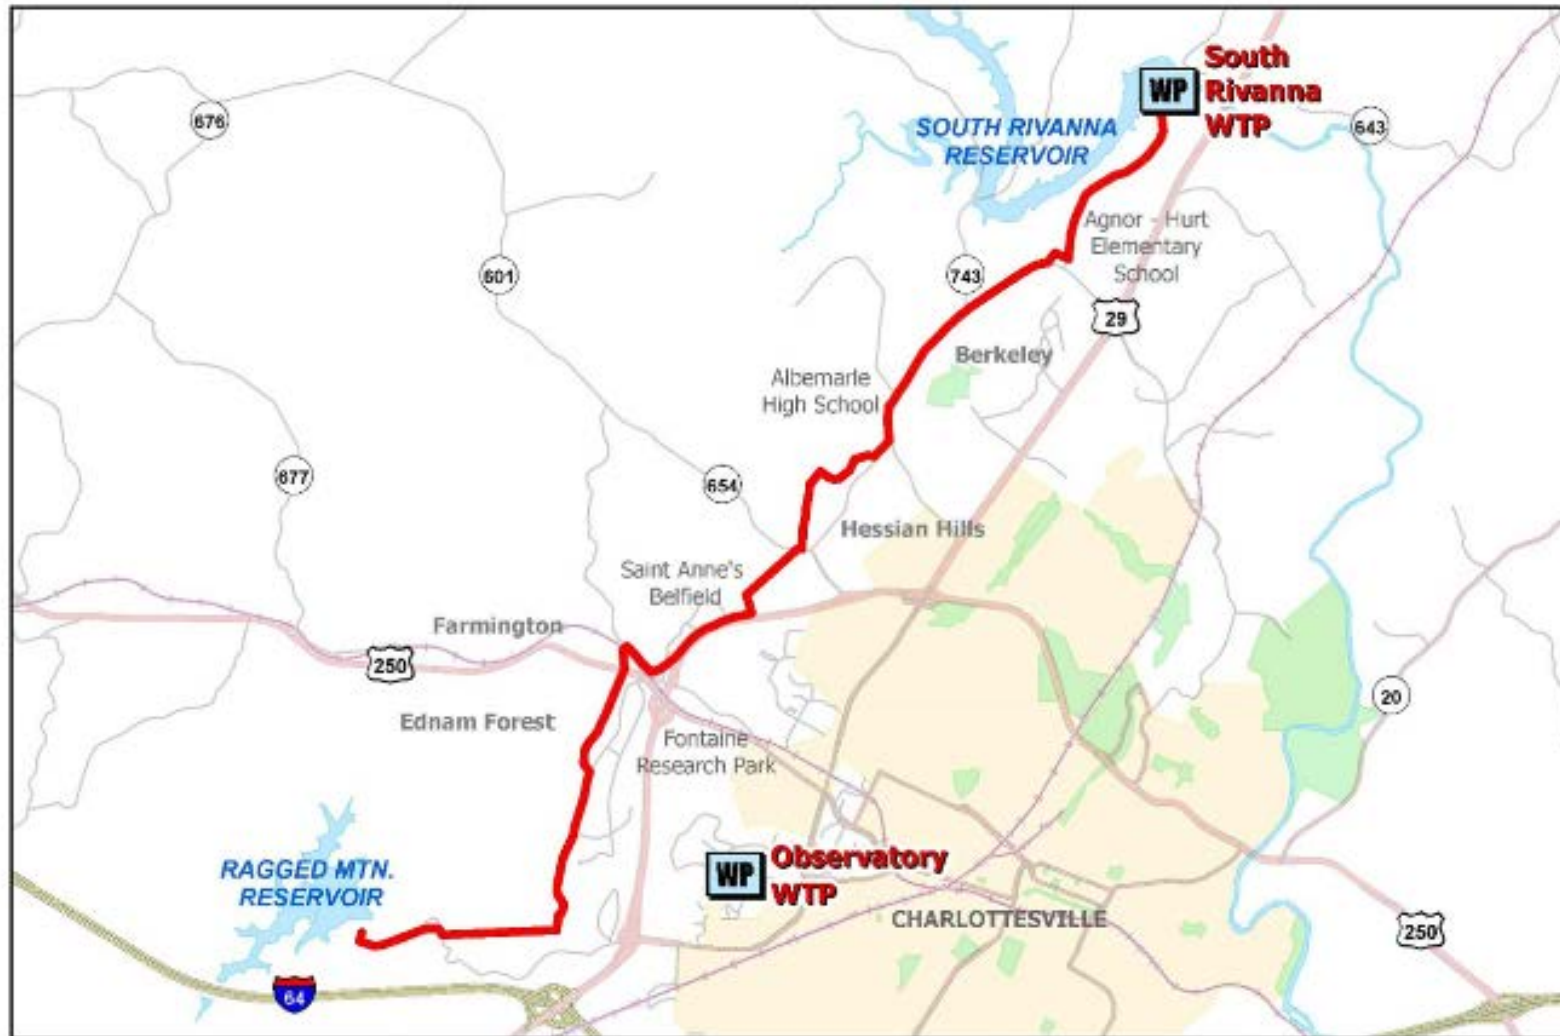 South
Rivanna
WTP
WP
676
SOUTH RIVANNA
RESERVOIR
643
Agnor - Hurt
Elementary
School
601
743
29
Berkeley
Albemarle
High School
677
654
Hessian Hills
Saint Anne's
Belfield
Farmington
250
20
Ednam Forest
Fontaine
Research Park
RAGGED MTN.
RESERVOIR
WP
Observatory
WTP
CHARLOTTESVILLE
250
64